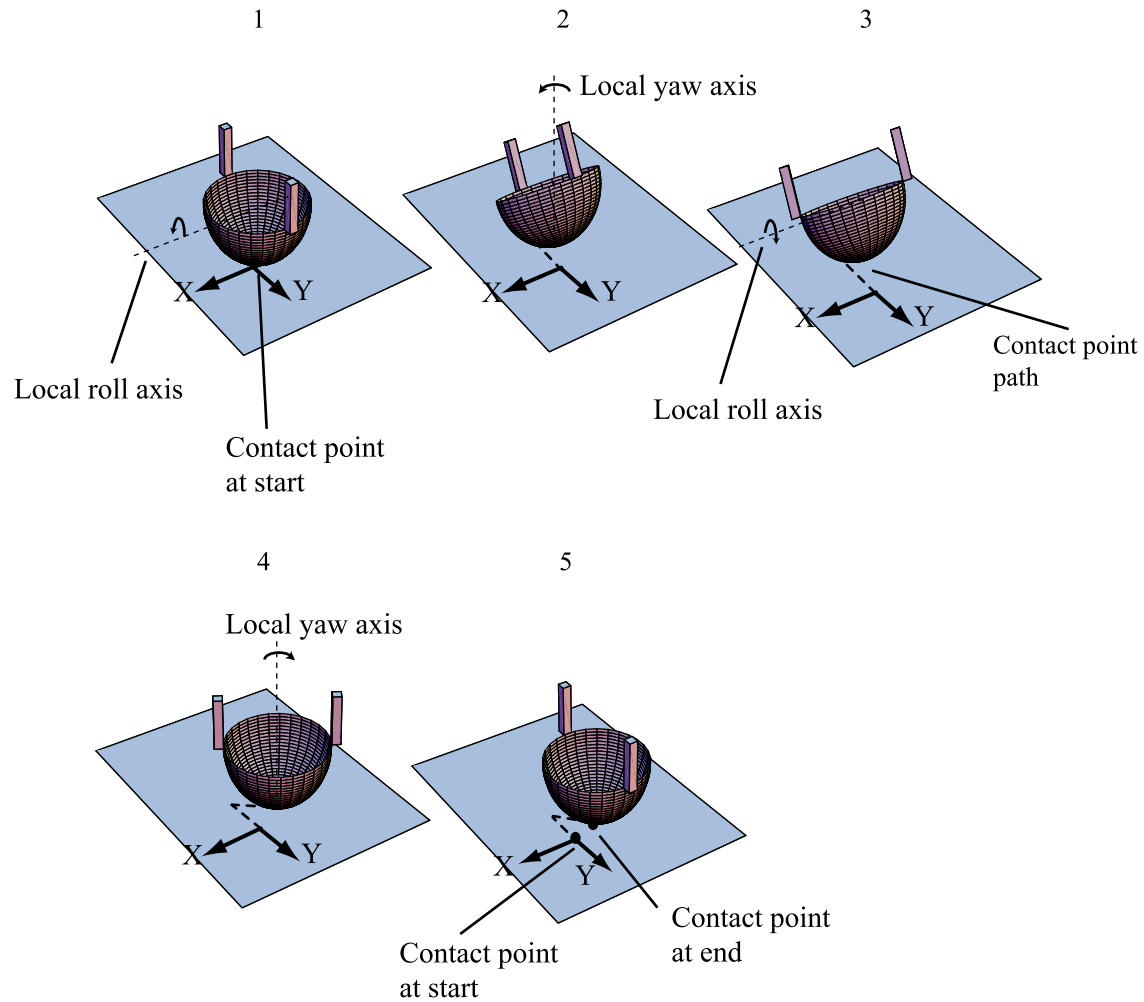 1
2
3
Local yaw axis
X
Y
X
Y
X
Y
Local roll axis
Contact point
at start
Local roll axis
Contact point
path
4
5
Local yaw axis
X
Y
X
Y
Contact point
at start
Contact point
at end